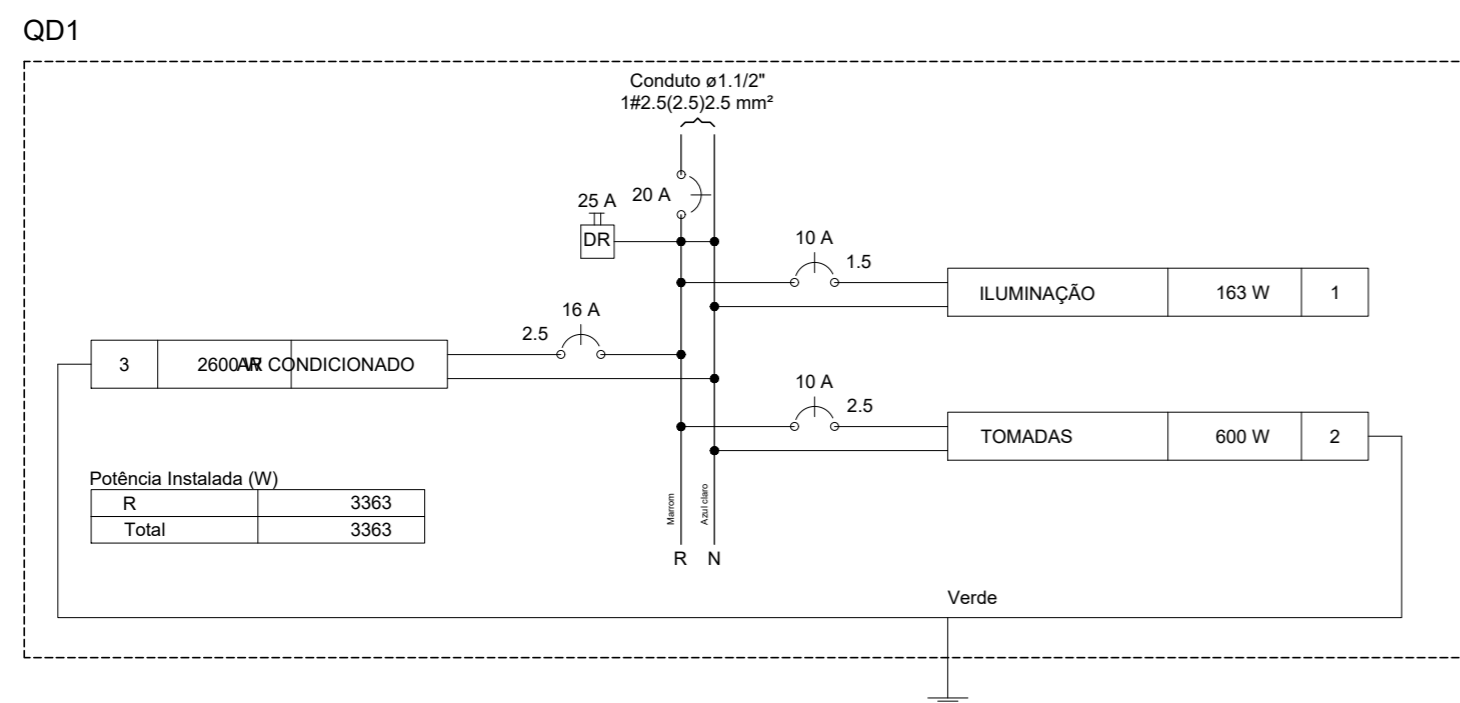 QD1
Conduto ø1.1/2"
1#2.5(2.5)2.5 mm²
25 A
20 A
DR
10 A
1.5
ILUMINAÇÃO 163 W 1
16 A
2.5
3 2600 W AR CONDICIONADO
10 A
2.5
TOMADAS 600 W 2
Potência Instalada (W)
R 3363
Total 3363
Marrom
Azul claro
R N
Verde